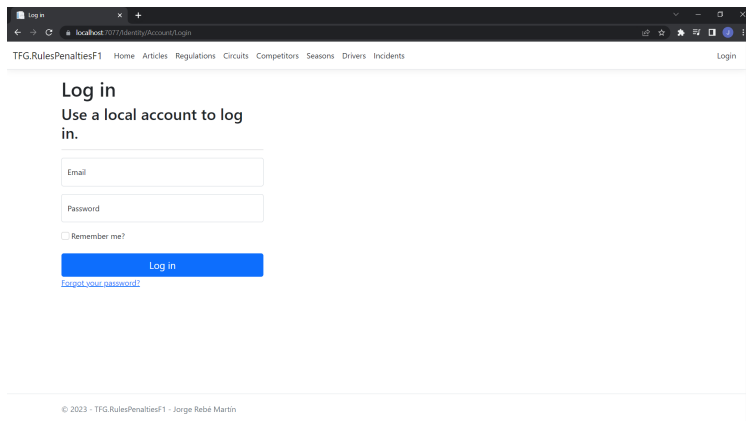 Log in
localhost:7077/Identity/Account/Login
TFG.RulesPenaltiesF1 Home Articles Regulations Circuits Competitors Seasons Drivers Incidents Login
Log in
Use a local account to log
in.
Email
Password
Remember me?
Log in
Forgot your password?
© 2023 - TFG.RulesPenaltiesF1 - Jorge Rebé Martín